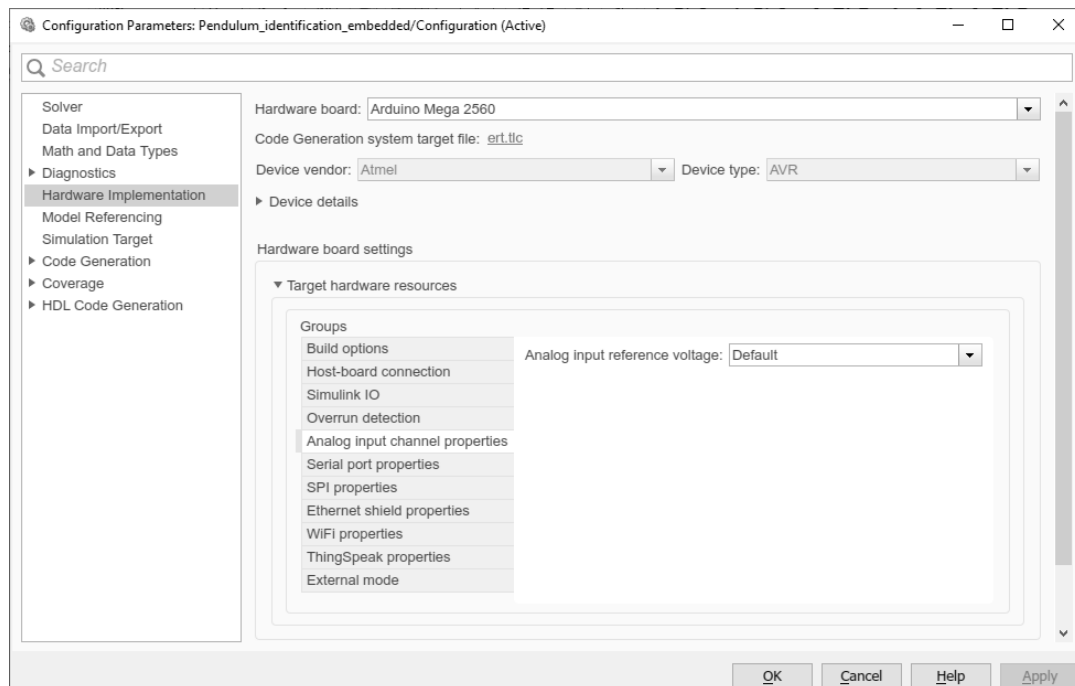 Configuration Parameters: Pendulum_identification_embedded/Configuration (Active)
Search
Solver
Data Import/Export
Math and Data Types
Diagnostics
Hardware Implementation
Model Referencing
Simulation Target
Code Generation
Coverage
HDL Code Generation
Hardware board: Arduino Mega 2560
Code Generation system target file: ert.tlc
Device vendor: Atmel Device type: AVR
Device details
Hardware board settings
Target hardware resources
Groups
Build options
Host-board connection
Simulink IO
Overrun detection
Analog input channel properties
Serial port properties
SPI properties
Ethernet shield properties
WiFi properties
ThingSpeak properties
External mode
Analog input reference voltage: Default
OK Cancel Help Apply